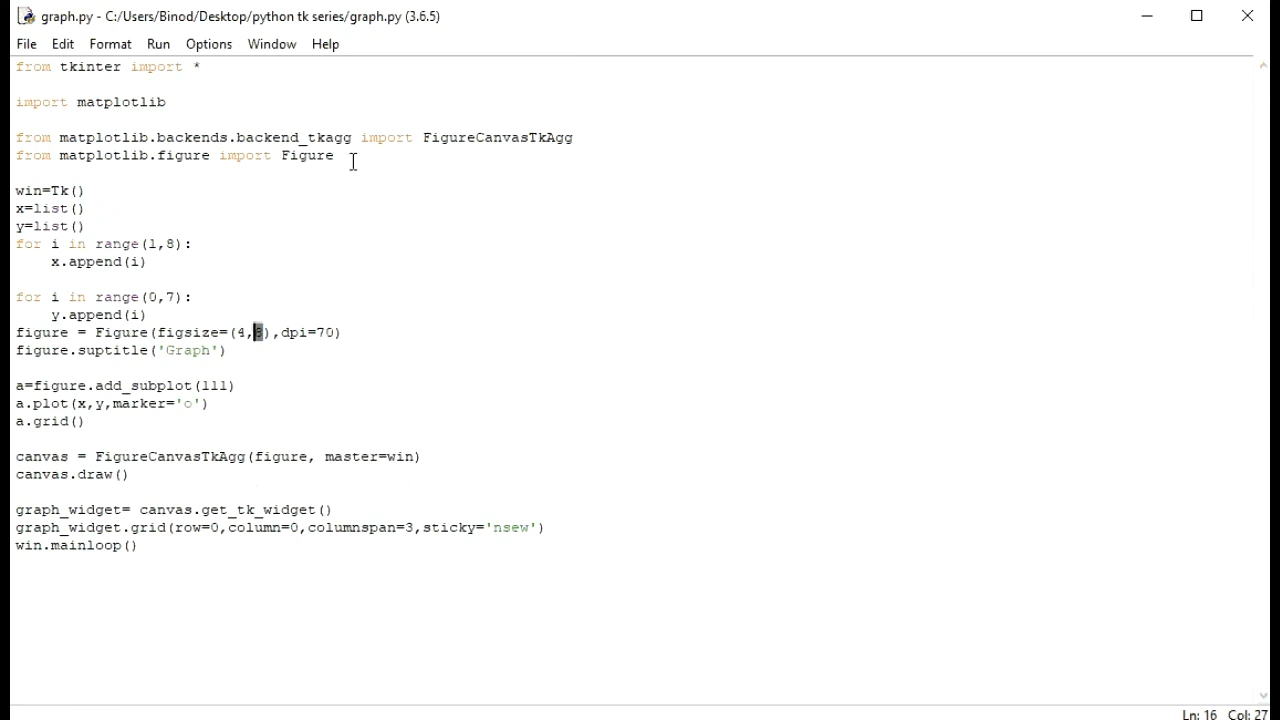 graph.py - C:/Users/Binod/Desktop/python tk series/graph.py (3.6.5)
File Edit Format Run Options Window Help
from tkinter import *
import matplotlib
from matplotlib.backends.backend_tkagg import FigureCanvasTkAgg
from matplotlib.figure import Figure
win=Tk()
x=list()
y=list()
for i in range(1,8):
    x.append(i)
for i in range(0,7):
    y.append(i)
figure = Figure(figsize=(4,8),dpi=70)
figure.suptitle('Graph')
a=figure.add_subplot(111)
a.plot(x,y,marker='o')
a.grid()
canvas = FigureCanvasTkAgg(figure, master=win)
canvas.draw()
graph_widget= canvas.get_tk_widget()
graph_widget.grid(row=0,column=0,columnspan=3,sticky='nsew')
win.mainloop()
Ln: 16 Col: 27